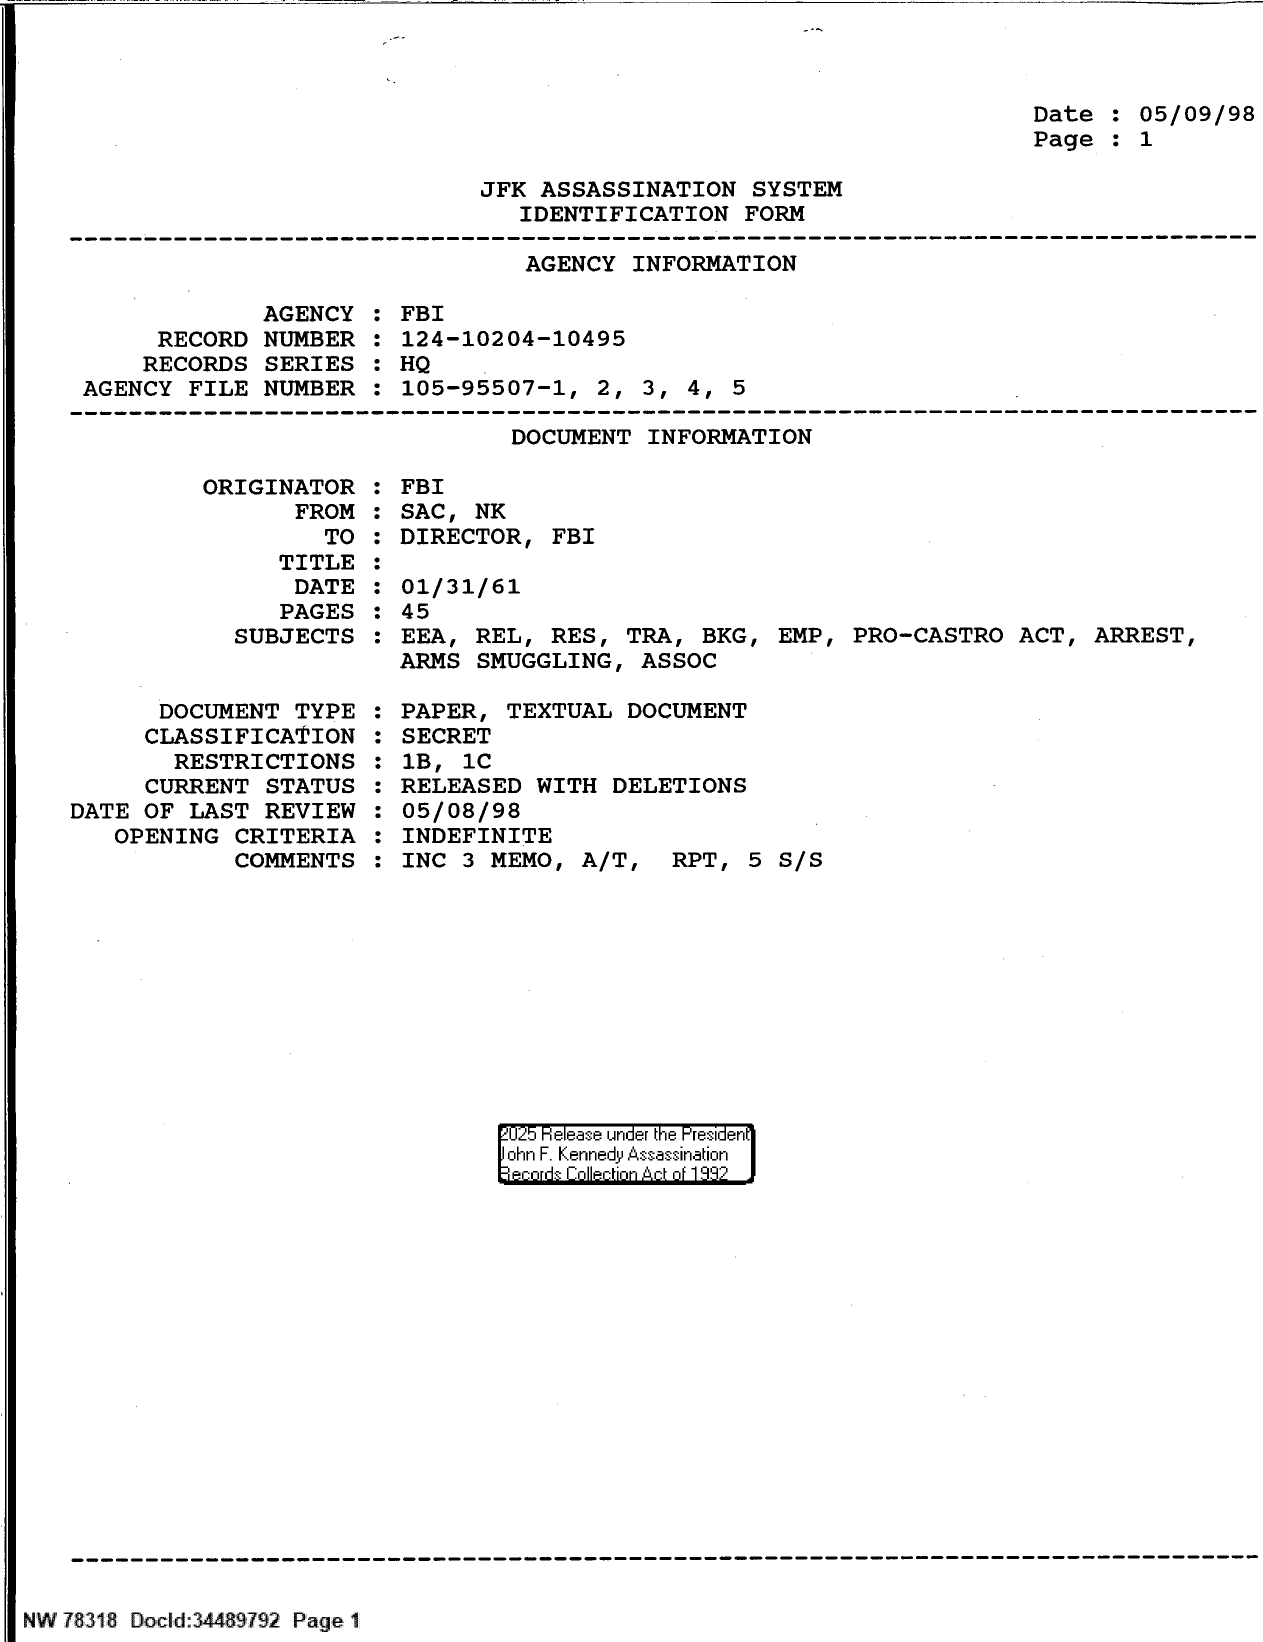 Date : 05/09/98
Page : 1
JFK ASSASSINATION SYSTEM
IDENTIFICATION FORM
AGENCY INFORMATION
AGENCY : FBI
RECORD NUMBER : 124-10204-10495
RECORDS SERIES : HQ
AGENCY FILE NUMBER : 105-95507-1, 2, 3, 4, 5
DOCUMENT INFORMATION
ORIGINATOR : FBI
FROM : SAC, NK
TO : DIRECTOR, FBI
TITLE :
DATE : 01/31/61
PAGES : 45
SUBJECTS : EEA, REL, RES, TRA, BKG, EMP, PRO-CASTRO ACT, ARREST,
ARMS SMUGGLING, ASSOC
DOCUMENT TYPE : PAPER, TEXTUAL DOCUMENT
CLASSIFICATION : SECRET
RESTRICTIONS : 1B, 1C
CURRENT STATUS : RELEASED WITH DELETIONS
DATE OF LAST REVIEW : 05/08/98
OPENING CRITERIA : INDEFINITE
COMMENTS : INC 3 MEMO, A/T, RPT, 5 S/S
2025 Release under the President
John F. Kennedy Assassination
Records Collection Act of 1992
NW 78318 DocId:34489792 Page 1